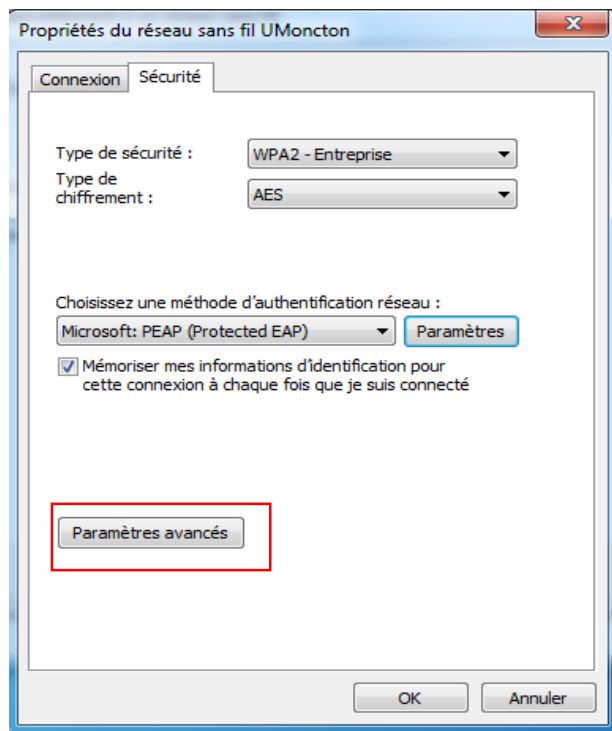 Propriétés du réseau sans fil UMoncton
Connexion
Sécurité
Type de sécurité :
WPA2 - Entreprise
Type de
chiffrement :
AES
Choisissez une méthode d'authentification réseau :
Microsoft: PEAP (Protected EAP)
Paramètres
Mémoriser mes informations d'identification pour
cette connexion à chaque fois que je suis connecté
Paramètres avancés
OK
Annuler